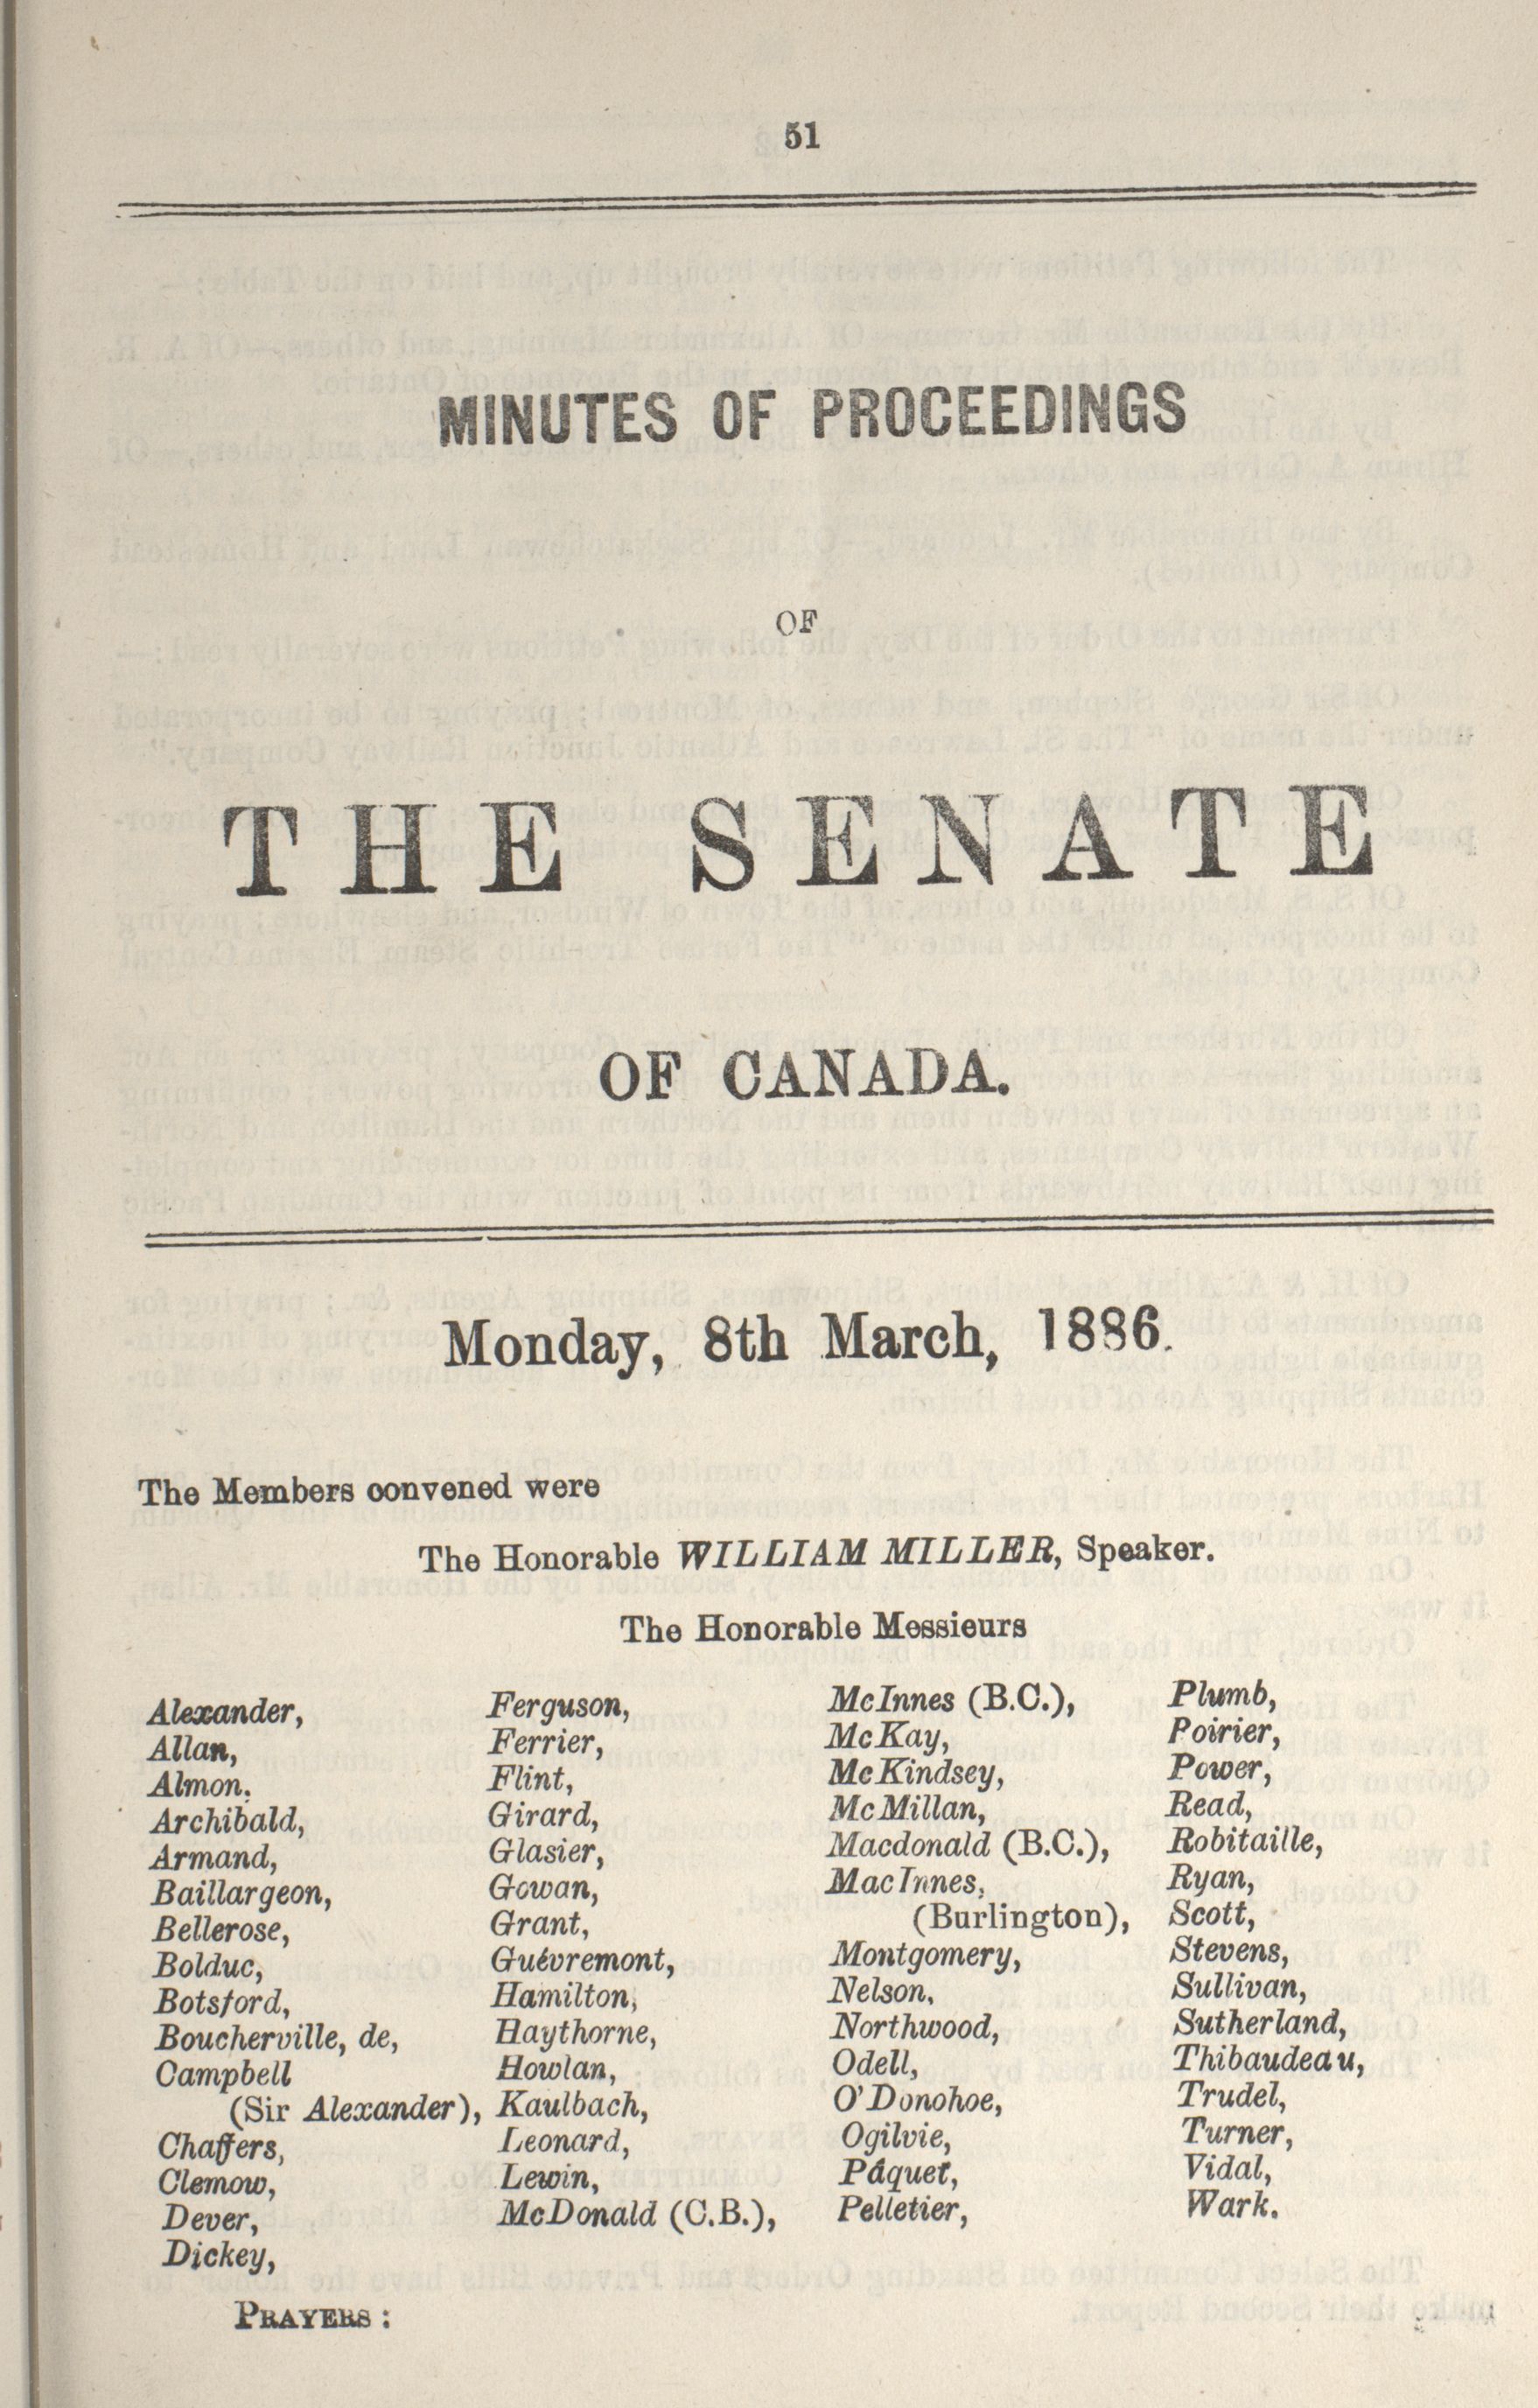 51
MINUTES OF PROCEEDINGS
OF
THE SENATE
OF CANADA.
Monday, 8th March, 1886.
The Members convened were
The Honorable WILLIAM MILLER, Speaker.
The Honorable Messieurs
Alexander,
Allan,
Almon,
Archibald,
Armand,
Baillargeon,
Bellerose,
Bolduc,
Botsford,
Boucherville, de,
Campbell
(Sir Alexander),
Chaffers,
Clemow,
Dever,
Dickey,
Ferguson,
Ferrier,
Flint,
Girard,
Glasier,
Gowan,
Grant,
Guévremont,
Hamilton,
Haythorne,
Howlan,
Kaulbach,
Leonard,
Lewin,
McDonald (C.B.),
McInnes (B.C.),
McKay,
McKindsey,
McMillan,
Macdonald (B.C.),
MacInnes,
(Burlington),
Montgomery,
Nelson,
Northwood,
Odell,
O'Donohoe,
Ogilvie,
Pâquet,
Pelletier,
Plumb,
Poirier,
Power,
Read,
Robitaille,
Ryan,
Scott,
Stevens,
Sullivan,
Sutherland,
Thibaudeau,
Trudel,
Turner,
Vidal,
Wark.
PRAYERS: